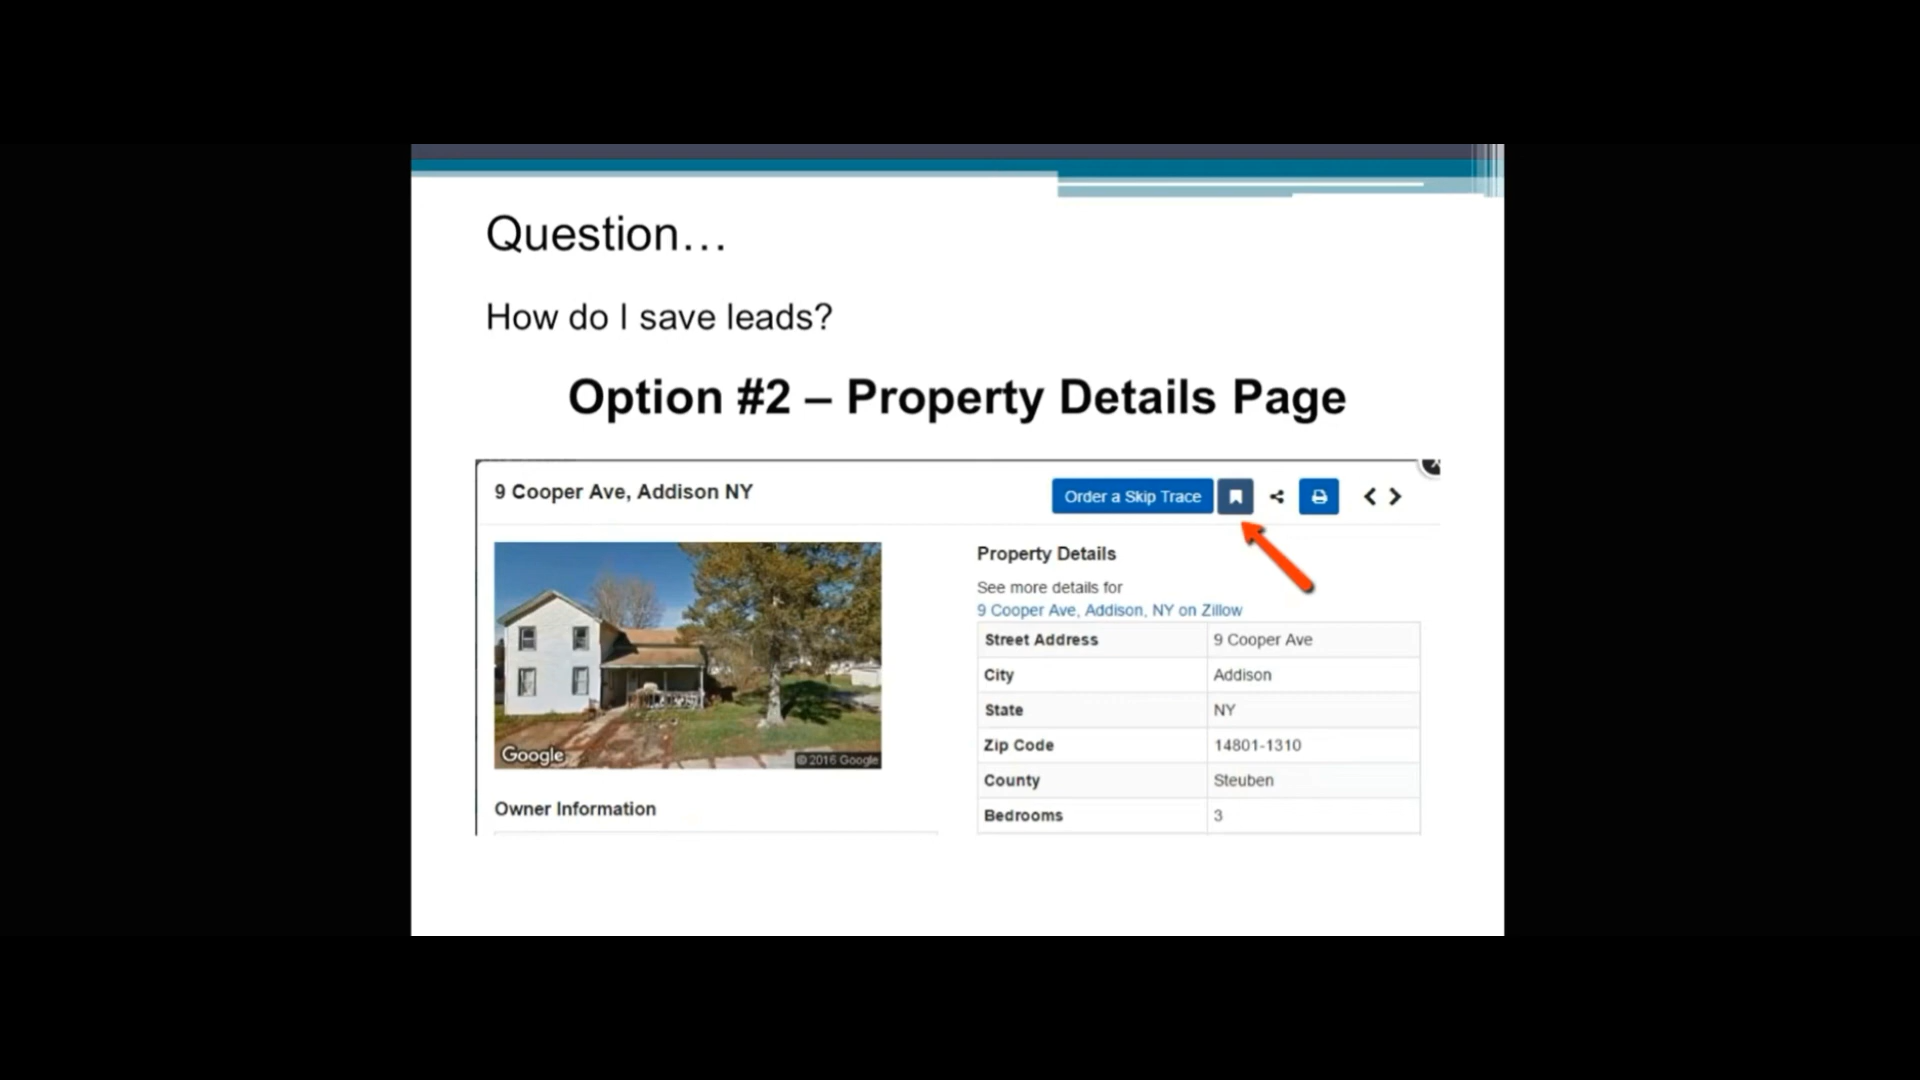 Question…
How do I save leads?
Option #2 – Property Details Page
9 Cooper Ave, Addison NY
Order a Skip Trace
Property Details
See more details for
9 Cooper Ave, Addison, NY on Zillow
Street Address 9 Cooper Ave
City Addison
State NY
Zip Code 14801-1310
County Steuben
Bedrooms 3
Google
© 2016 Google
Owner Information